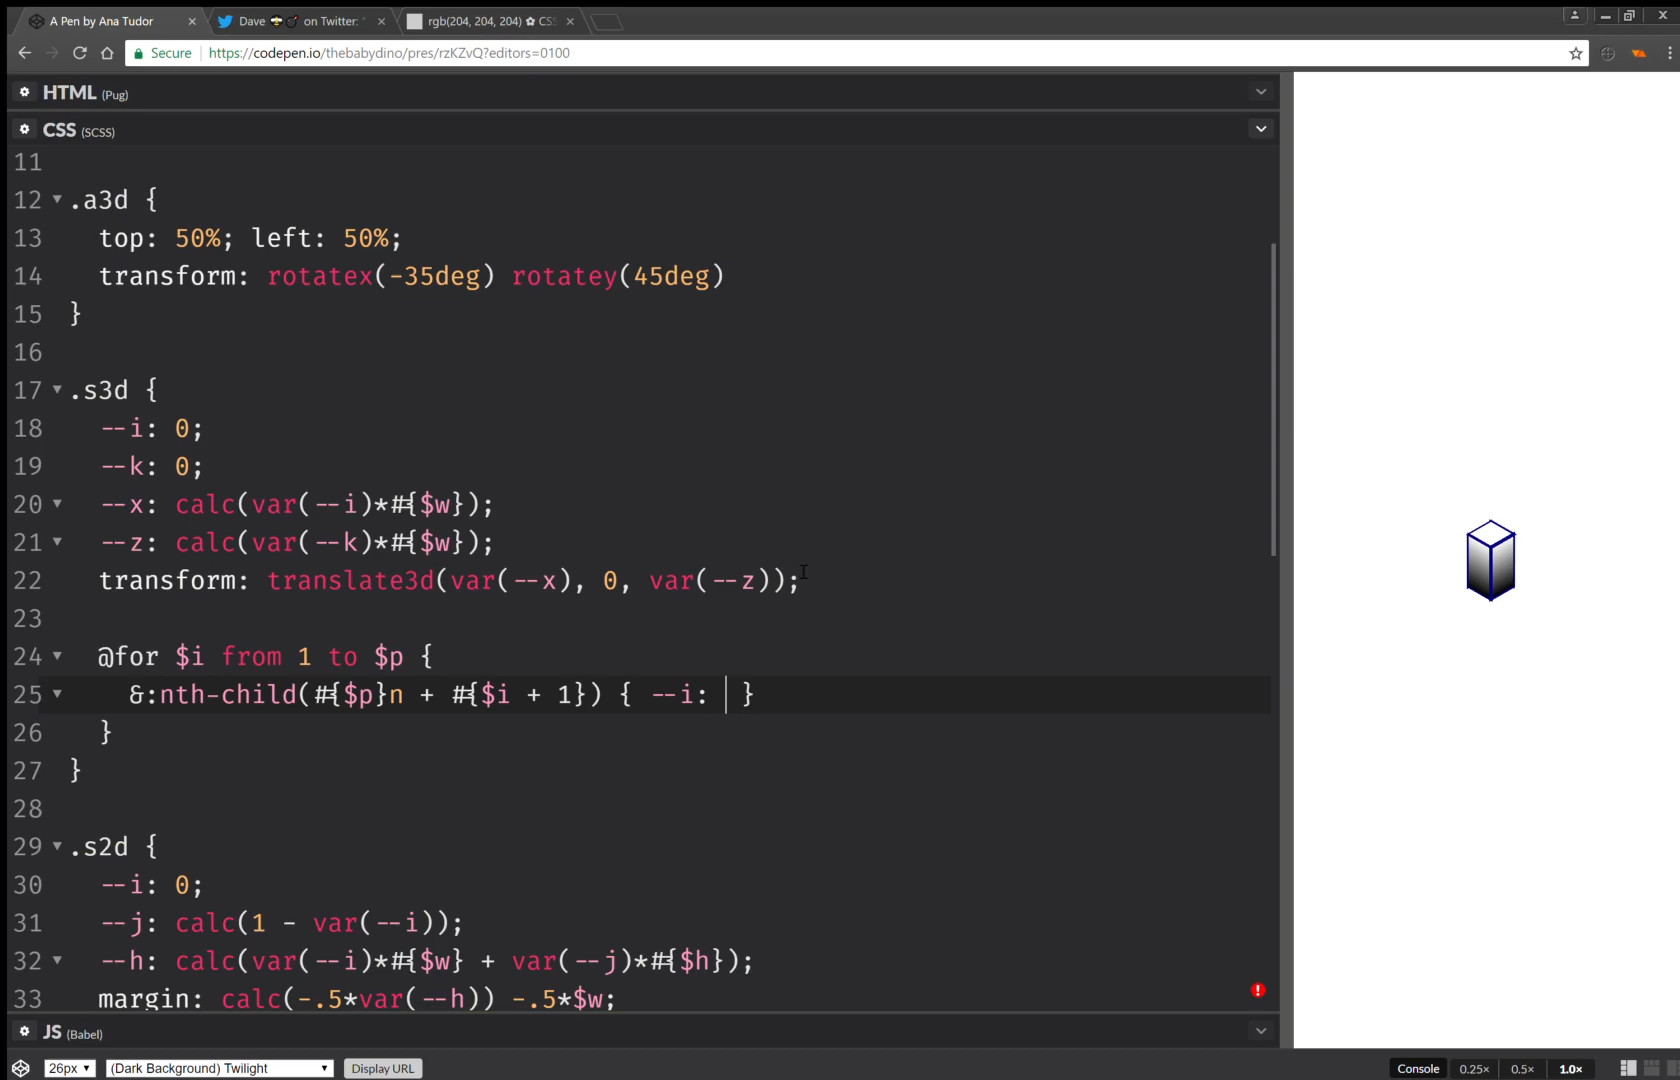 A Pen by Ana Tudor
Dave on Twitter: "
rgb(204, 204, 204) ✿ CSS
Secure
https://codepen.io/thebabydino/pres/rzKZvQ?editors=0100
HTML (Pug)
CSS (SCSS)
11
12 .a3d {
13 top: 50%; left: 50%;
14 transform: rotatex(-35deg) rotatey(45deg)
15 }
16
17 .s3d {
18 --i: 0;
19 --k: 0;
20 --x: calc(var(--i)*#{$w});
21 --z: calc(var(--k)*#{$w});
22 transform: translate3d(var(--x), 0, var(--z));
23
24 @for $i from 1 to $p {
25 &:nth-child(#{$p}n + #{$i + 1}) { --i: }
26 }
27 }
28
29 .s2d {
30 --i: 0;
31 --j: calc(1 - var(--i));
32 --h: calc(var(--i)*#{$w} + var(--j)*#{$h});
33 margin: calc(-.5*var(--h)) -.5*$w;
JS (Babel)
26px
(Dark Background) Twilight
Display URL
Console
0.25×
0.5×
1.0×